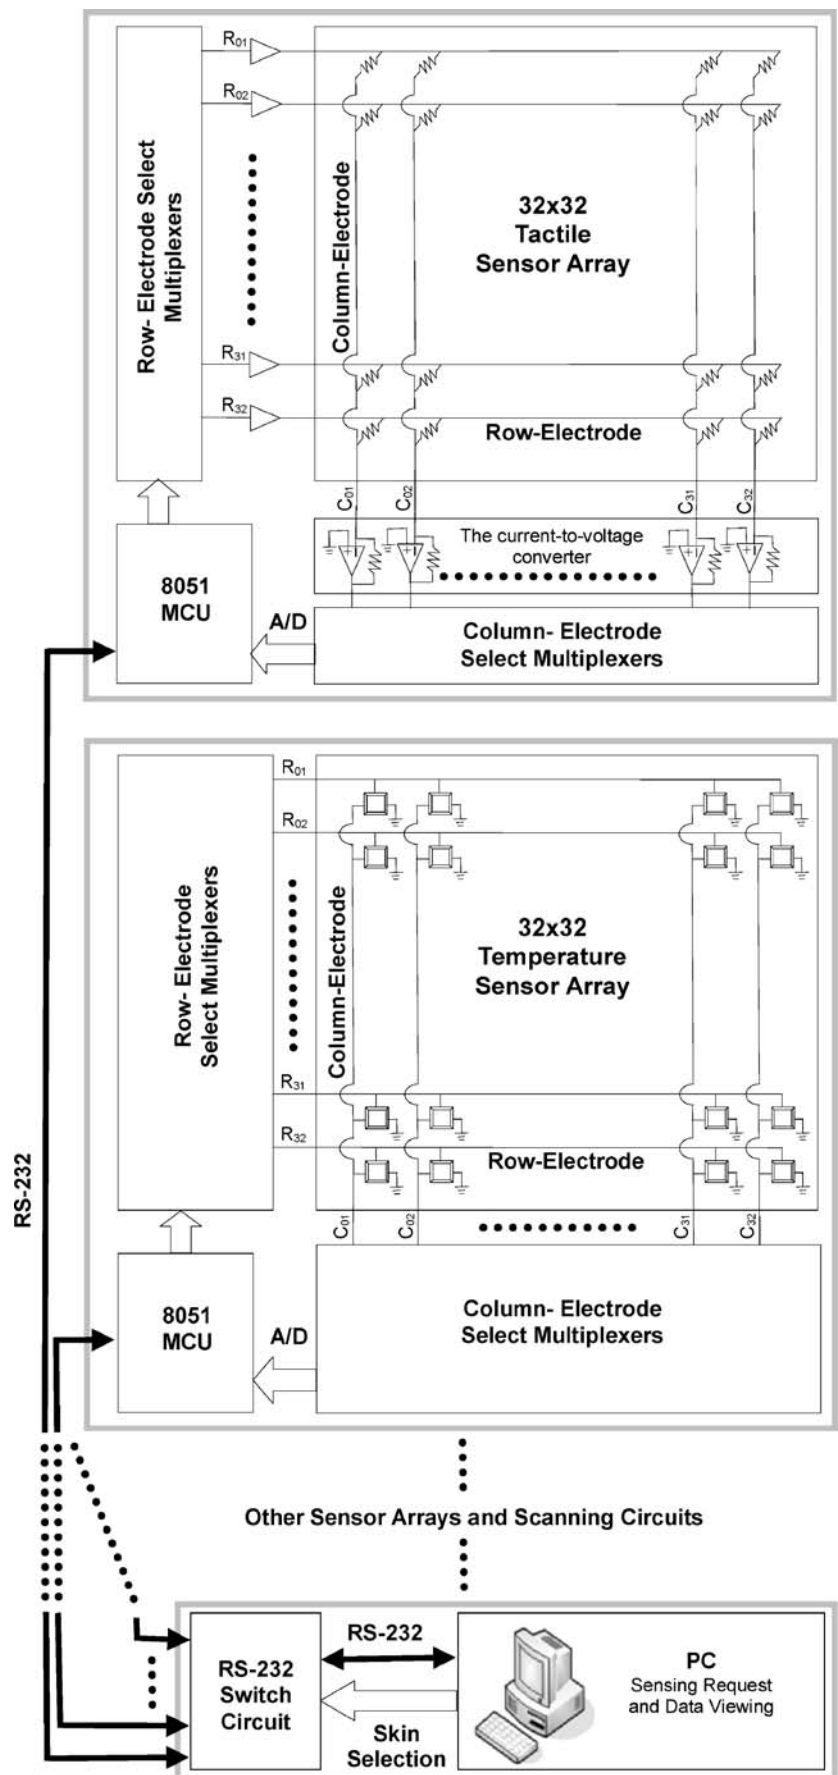 R01
R02
Row- Electrode Select
Multiplexers
Column-Electrode
32x32
Tactile
Sensor Array
R31
R32
Row-Electrode
C01
C02
C31
C32
The current-to-voltage
converter
8051
MCU
A/D
Column- Electrode
Select Multiplexers
R01
R02
Row- Electrode
Select Multiplexers
Column-Electrode
32x32
Temperature
Sensor Array
R31
R32
Row-Electrode
RS-232
C01
C02
C31
C32
8051
MCU
A/D
Column- Electrode
Select Multiplexers
Other Sensor Arrays and Scanning Circuits
RS-232
Switch
Circuit
RS-232
Skin
Selection
PC
Sensing Request
and Data Viewing